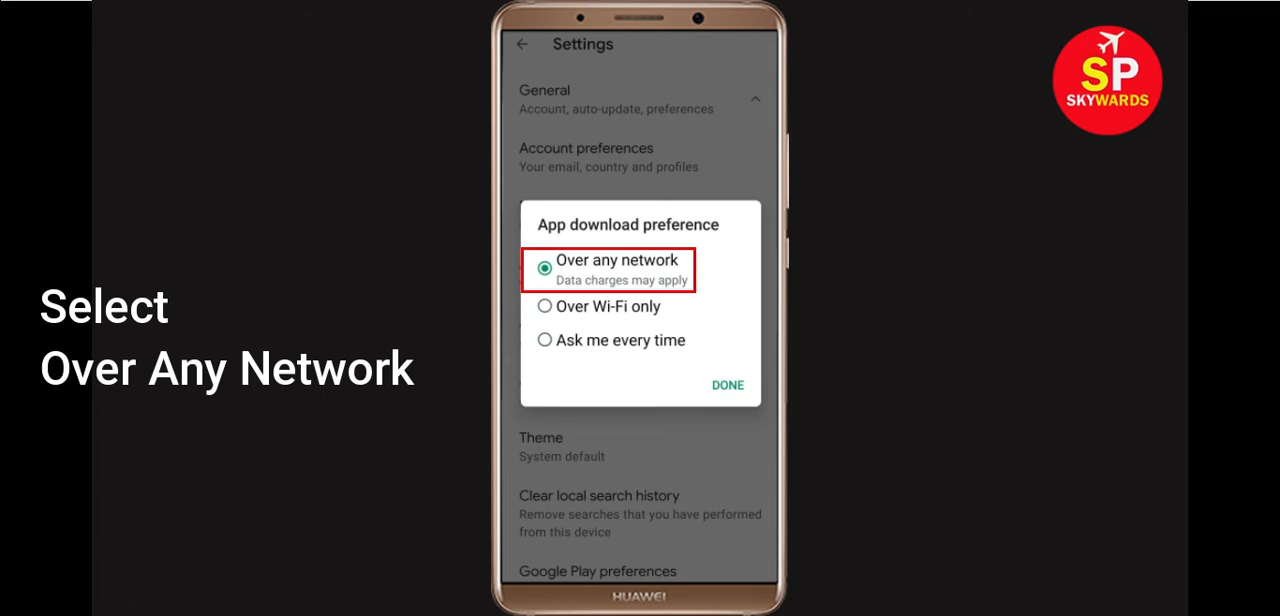 Settings
General
Account, auto-update, preferences
Account preferences
Your email, country and profiles
App download preference
Over any network
Data charges may apply
Over Wi-Fi only
Ask me every time
DONE
Theme
System default
Clear local search history
Remove searches that you have performed
from this device
Google Play preferences
HUAWEI
Select
Over Any Network
SP
SKYWARDS